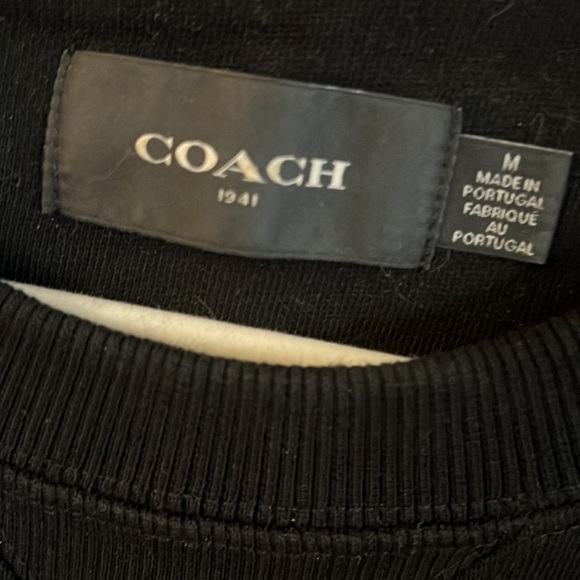 COACH
1941
M
MADE IN
PORTUGAL
FABRIQUÉ
AU
PORTUGAL